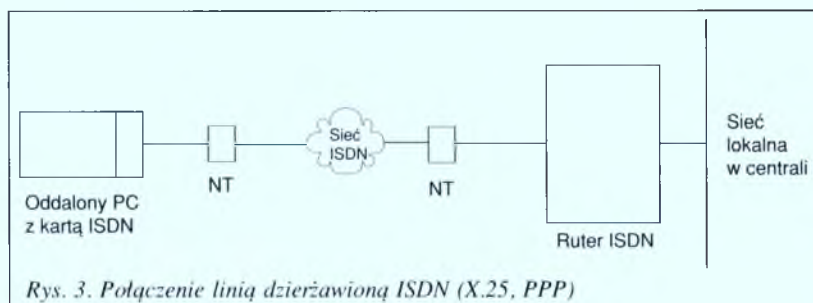 Oddalony PC
z kartą ISDN
NT
Sieć
ISDN
NT
Ruter ISDN
Sieć
lokalna
w centrali
Rys. 3. Połączenie linią dzierżawioną ISDN (X.25, PPP)